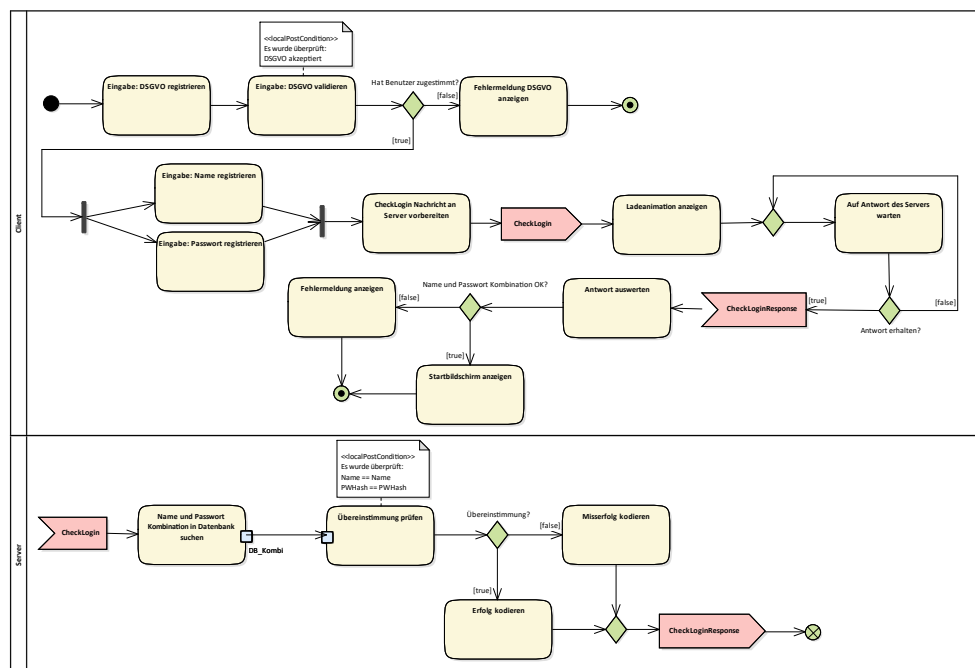 Client
<<localPostCondition>>
Es wurde überprüft:
DSGVO akzeptiert
Eingabe: DSGVO registrieren
Eingabe: DSGVO validieren
Hat Benutzer zugestimmt?
[false]
[true]
Fehlermeldung DSGVO
anzeigen
Eingabe: Name registrieren
Eingabe: Passwort registrieren
CheckLogin Nachricht an
Server vorbereiten
CheckLogin
Ladeanimation anzeigen
Auf Antwort des Servers
warten
[false]
[true]
Antwort erhalten?
CheckLoginResponse
Antwort auswerten
Name und Passwort Kombination OK?
[false]
[true]
Fehlermeldung anzeigen
Startbildschirm anzeigen
Server
<<localPostCondition>>
Es wurde überprüft:
Name == Name
PWHash == PWHash
CheckLogin
Name und Passwort
Kombination in Datenbank
suchen
DB_Kombi
Übereinstimmung prüfen
Übereinstimmung?
[false]
[true]
Misserfolg kodieren
Erfolg kodieren
CheckLoginResponse